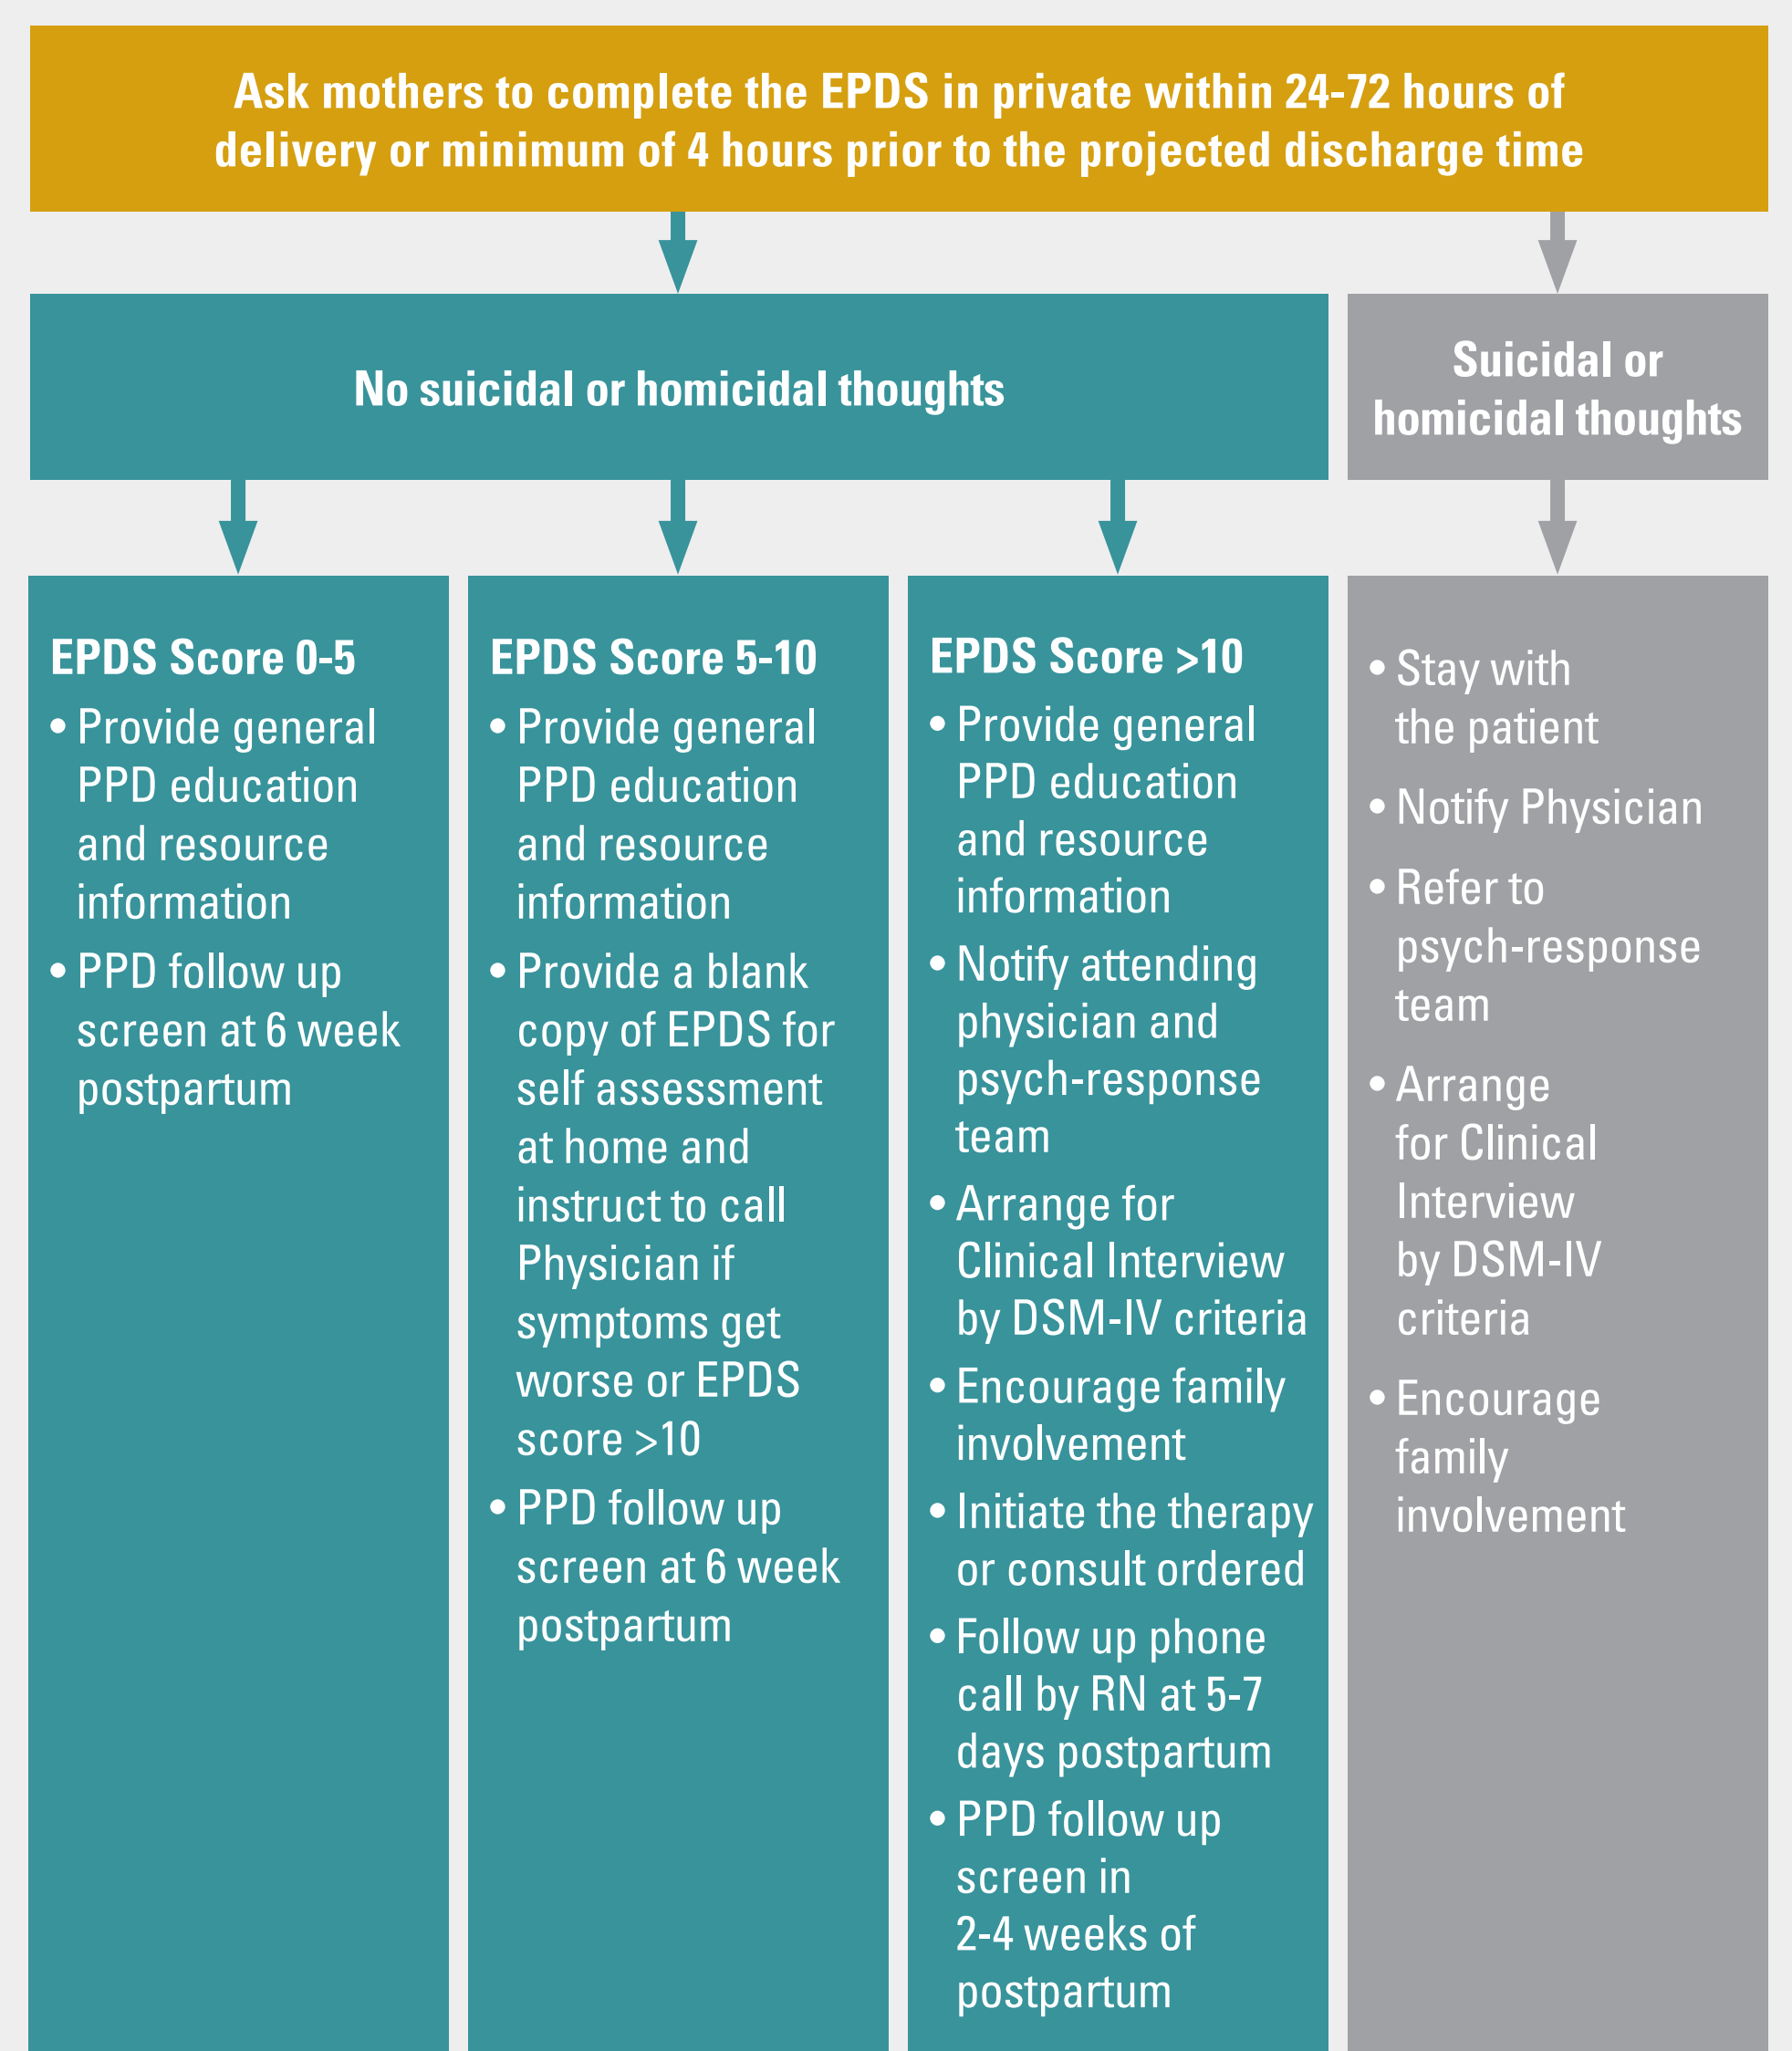 Ask mothers to complete the EPDS in private within 24-72 hours of
delivery or minimum of 4 hours prior to the projected discharge time
No suicidal or homicidal thoughts
Suicidal or
homicidal thoughts
EPDS Score 0-5
• Provide general
PPD education
and resource
information
• PPD follow up
screen at 6 week
postpartum
EPDS Score 5-10
• Provide general
PPD education
and resource
information
• Provide a blank
copy of EPDS for
self assessment
at home and
instruct to call
Physician if
symptoms get
worse or EPDS
score >10
• PPD follow up
screen at 6 week
postpartum
EPDS Score >10
• Provide general
PPD education
and resource
information
• Notify attending
physician and
psych-response
team
• Arrange for
Clinical Interview
by DSM-IV criteria
• Encourage family
involvement
• Initiate the therapy
or consult ordered
• Follow up phone
call by RN at 5-7
days postpartum
• PPD follow up
screen in
2-4 weeks of
postpartum
• Stay with
the patient
• Notify Physician
• Refer to
psych-response
team
• Arrange
for Clinical
Interview
by DSM-IV
criteria
• Encourage
family
involvement